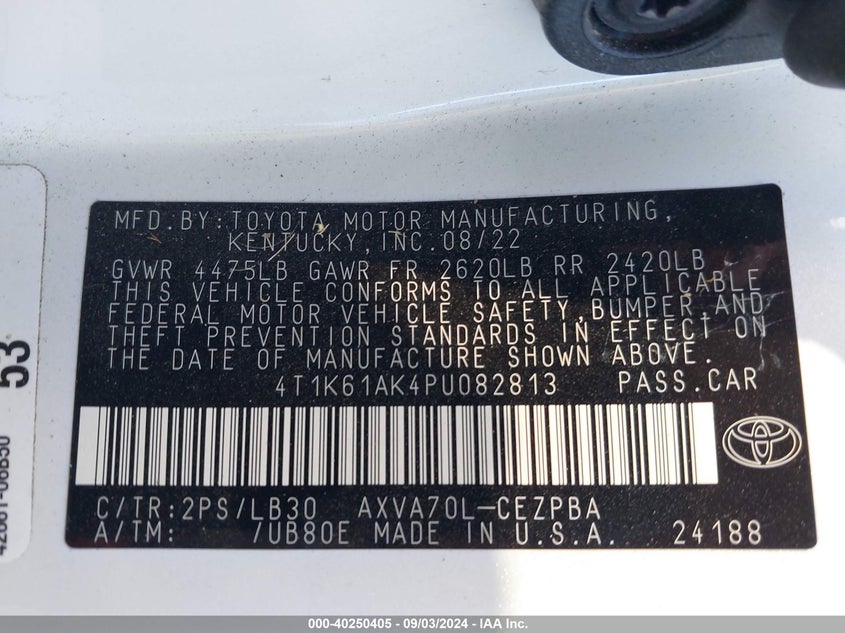 MFD.BY:TOYOTA MOTOR MANUFACTURING,
KENTUCKY,INC.08/22
GVWR 4475LB GAWR FR 2620LB RR 2420LB
THIS VEHICLE CONFORMS TO ALL APPLICABLE
FEDERAL MOTOR VEHICLE SAFETY,BUMPER,AND
THEFT PREVENTION STANDARDS IN EFFECT ON
THE DATE OF MANUFACTURE SHOWN ABOVE.
4T1K61AK4PU082813 PASS.CAR
C/TR:2PS/LB30 AXVA70L-CEZPBA
A/TM: /UB80E MADE IN U.S.A. 24188
53
000-40250405 - 09/03/2024 - IAA Inc.